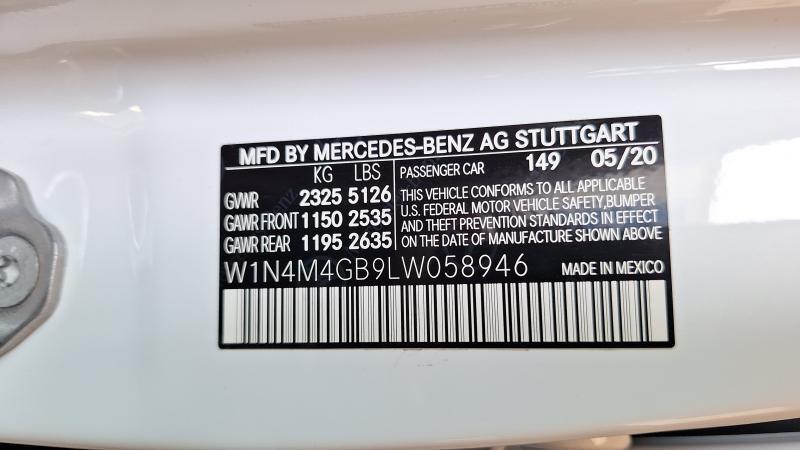 MFD BY MERCEDES-BENZ AG STUTTGART
KG LBS
GVWR 2325 5126
GAWR FRONT 1150 2535
GAWR REAR 1195 2635
PASSENGER CAR 149 05/20
THIS VEHICLE CONFORMS TO ALL APPLICABLE
U.S. FEDERAL MOTOR VEHICLE SAFETY,BUMPER
AND THEFT PREVENTION STANDARDS IN EFFECT
ON THE DATE OF MANUFACTURE SHOWN ABOVE
W1N4M4GB9LW058946
MADE IN MEXICO